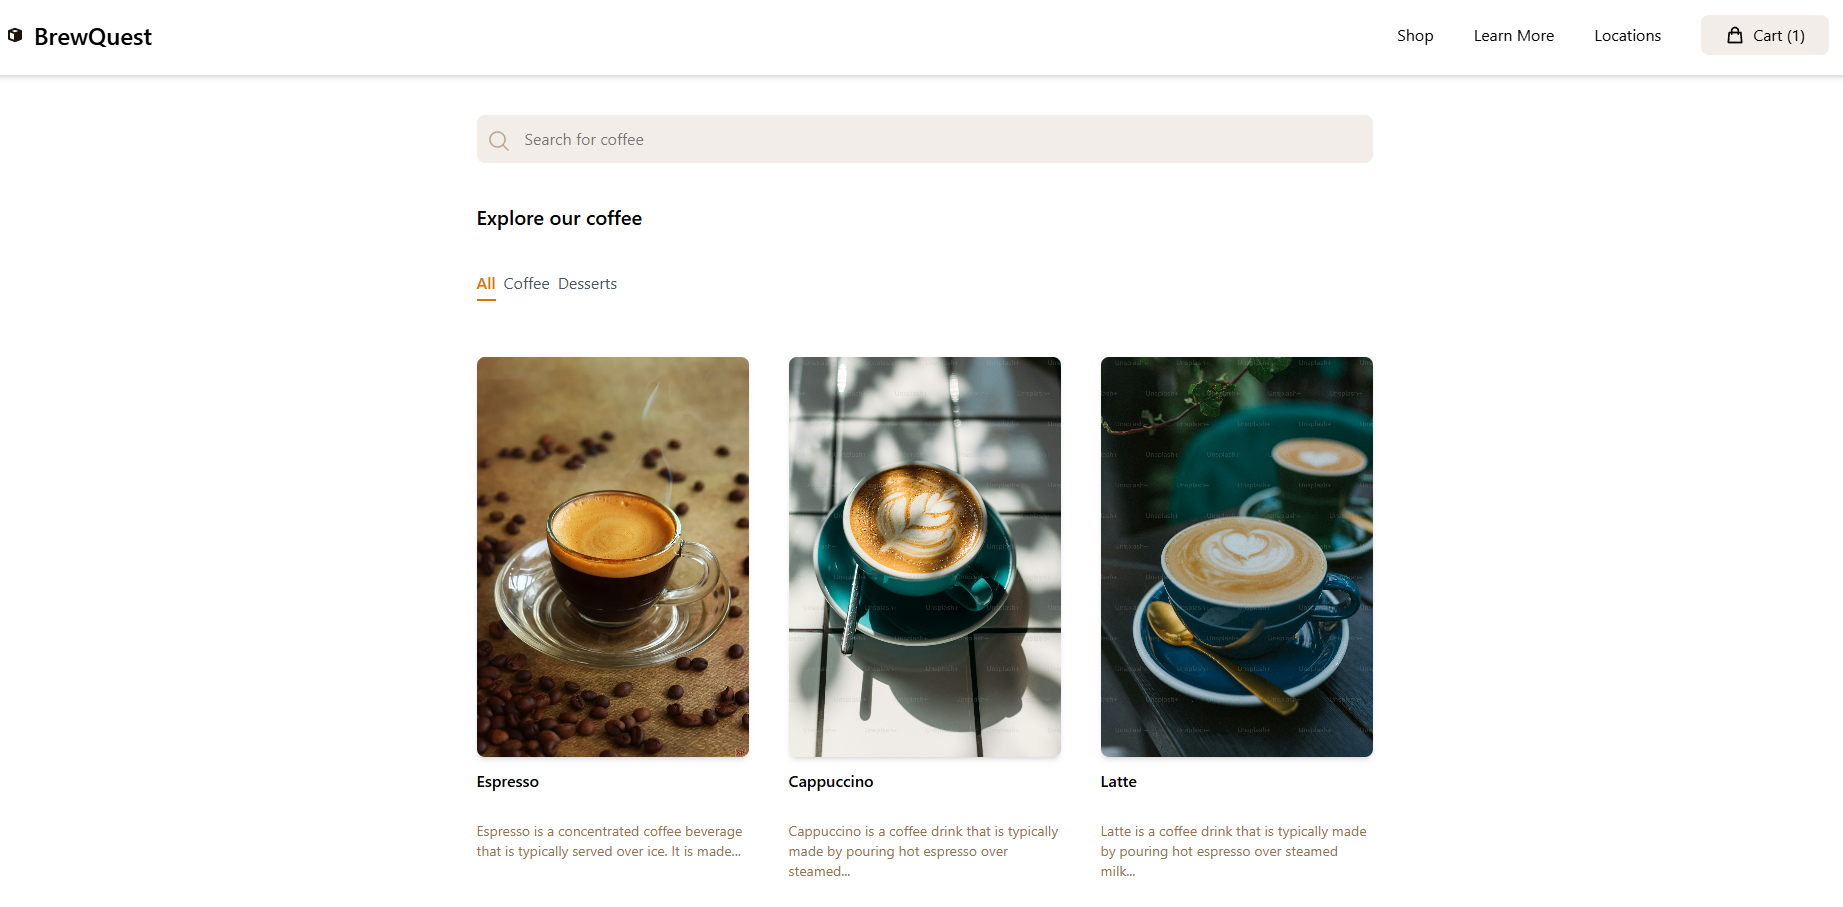 BrewQuest
Shop
Learn More
Locations
Cart (1)
Search for coffee
Explore our coffee
All
Coffee
Desserts
Espresso
Espresso is a concentrated coffee beverage
that is typically served over ice. It is made...
Cappuccino
Cappuccino is a coffee drink that is typically
made by pouring hot espresso over
steamed...
Latte
Latte is a coffee drink that is typically made
by pouring hot espresso over steamed
milk...